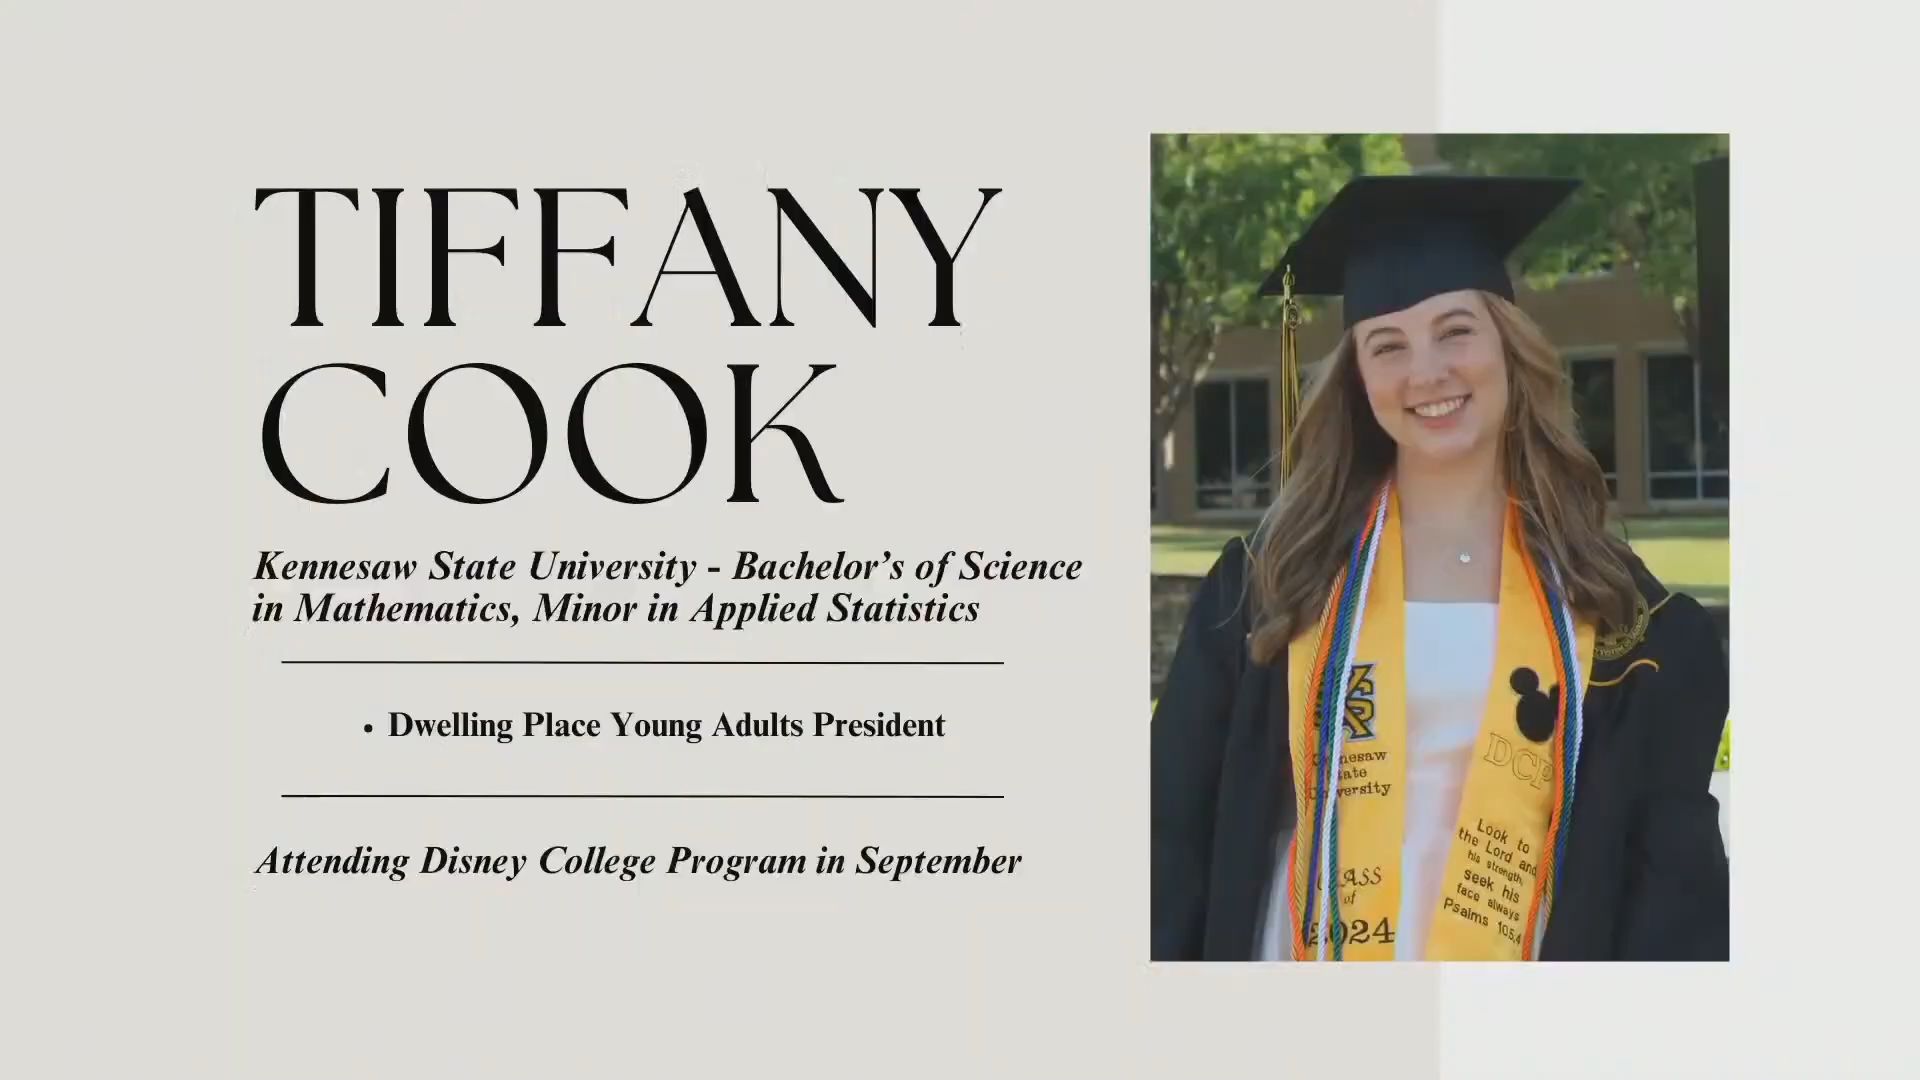 TIFFANY
COOK
Kennesaw State University - Bachelor’s of Science
in Mathematics, Minor in Applied Statistics
• Dwelling Place Young Adults President
Attending Disney College Program in September
KS
State
University
CLASS
of
2024
DCP
Look to
the Lord and
his strength,
seek his
face always
Psalms 105:4